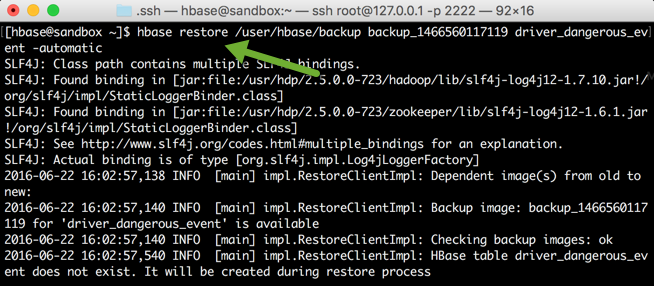 .ssh — hbase@sandbox:~ — ssh root@127.0.0.1 -p 2222 — 92×16
[[hbase@sandbox ~]$ hbase restore /user/hbase/backup backup_1466560117119 driver_dangerous_ev
ent -automatic
SLF4J: Class path contains multiple SLF4J bindings.
SLF4J: Found binding in [jar:file:/usr/hdp/2.5.0.0-723/hadoop/lib/slf4j-log4j12-1.7.10.jar!/
org/slf4j/impl/StaticLoggerBinder.class]
SLF4J: Found binding in [jar:file:/usr/hdp/2.5.0.0-723/zookeeper/lib/slf4j-log4j12-1.6.1.jar
!/org/slf4j/impl/StaticLoggerBinder.class]
SLF4J: See http://www.slf4j.org/codes.html#multiple_bindings for an explanation.
SLF4J: Actual binding is of type [org.slf4j.impl.Log4jLoggerFactory]
2016-06-22 16:02:57,138 INFO  [main] impl.RestoreClientImpl: Dependent image(s) from old to
new:
2016-06-22 16:02:57,140 INFO  [main] impl.RestoreClientImpl: Backup image: backup_1466560117
119 for 'driver_dangerous_event' is available
2016-06-22 16:02:57,140 INFO  [main] impl.RestoreClientImpl: Checking backup images: ok
2016-06-22 16:02:57,540 INFO  [main] impl.RestoreClientImpl: HBase table driver_dangerous_ev
ent does not exist. It will be created during restore process